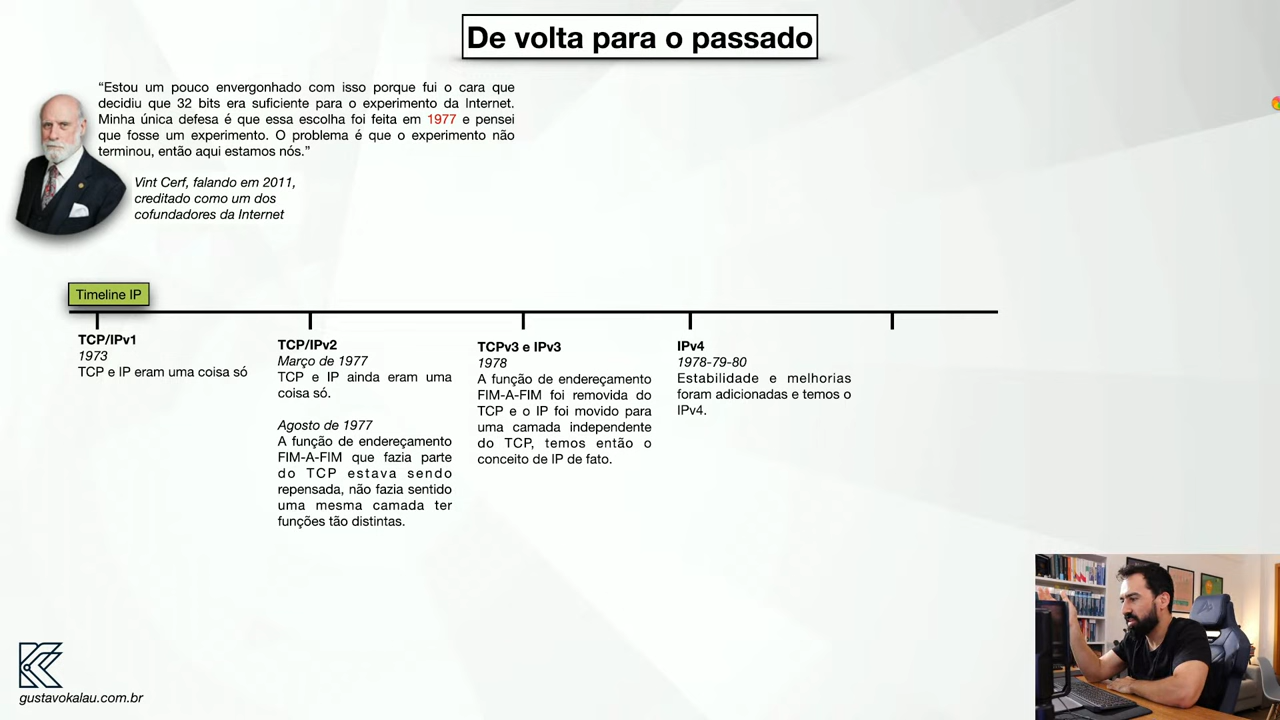 De volta para o passado
“Estou um pouco envergonhado com isso porque fui o cara que
decidiu que 32 bits era suficiente para o experimento da Internet.
Minha única defesa é que essa escolha foi feita em 1977 e pensei
que fosse um experimento. O problema é que o experimento não
terminou, então aqui estamos nós.”
Vint Cerf, falando em 2011,
creditado como um dos
cofundadores da Internet
Timeline IP
TCP/IPv1
1973
TCP e IP eram uma coisa só
TCP/IPv2
Março de 1977
TCP e IP ainda eram uma
coisa só.
Agosto de 1977
A função de endereçamento
FIM-A-FIM que fazia parte
do TCP estava sendo
repensada, não fazia sentido
uma mesma camada ter
funções tão distintas.
TCPv3 e IPv3
1978
A função de endereçamento
FIM-A-FIM foi removida do
TCP e o IP foi movido para
uma camada independente
do TCP, temos então o
conceito de IP de fato.
IPv4
1978-79-80
Estabilidade e melhorias
foram adicionadas e temos o
IPv4.
gustavokalau.com.br